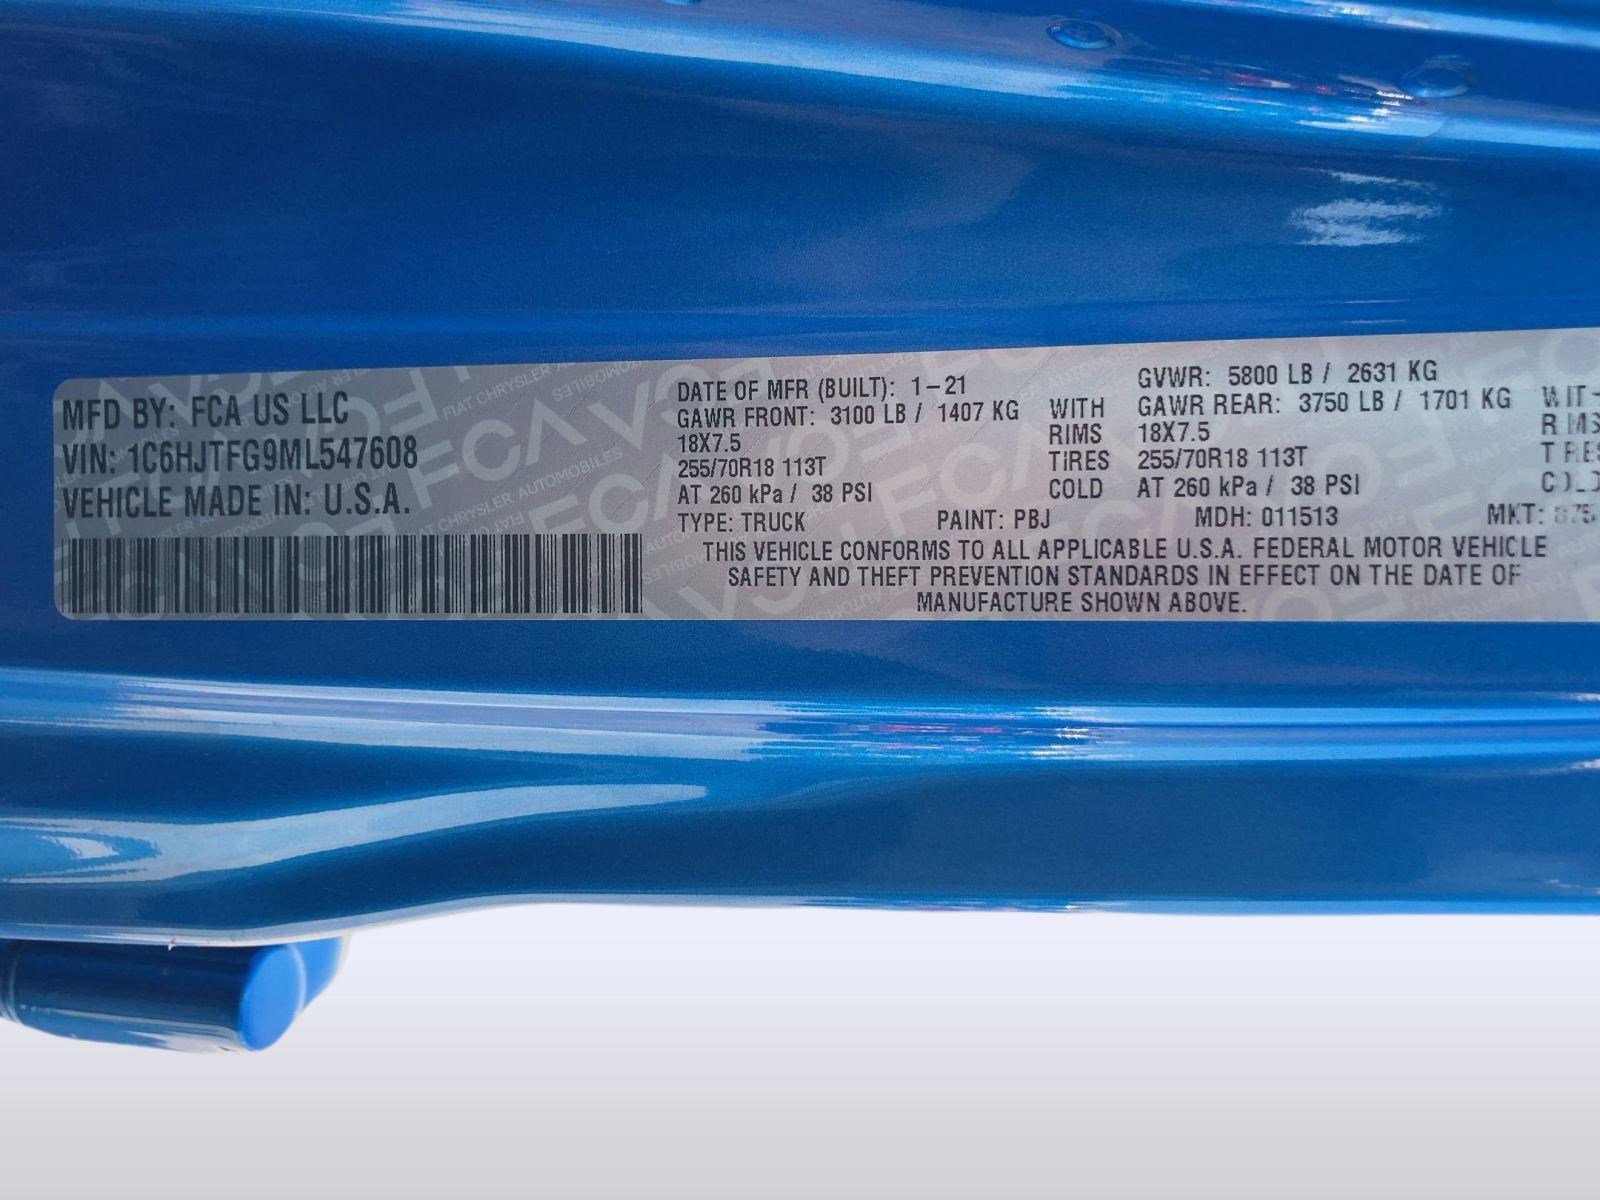 MFD BY: FCA US LLC
VIN: 1C6HJTFG9ML547608
VEHICLE MADE IN: U.S.A.
DATE OF MFR (BUILT): 1-21 GVWR: 5800 LB / 2631 KG
GAWR FRONT: 3100 LB / 1407 KG WITH GAWR REAR: 3750 LB / 1701 KG
18X7.5 RIMS 18X7.5 RIMS
255/70R18 113T TIRES 255/70R18 113T
AT 260 kPa / 38 PSI COLD AT 260 kPa / 38 PSI
TYPE: TRUCK PAINT: PBJ MDH: 011513 MKT:
THIS VEHICLE CONFORMS TO ALL APPLICABLE U.S.A. FEDERAL MOTOR VEHICLE
SAFETY AND THEFT PREVENTION STANDARDS IN EFFECT ON THE DATE OF
MANUFACTURE SHOWN ABOVE.